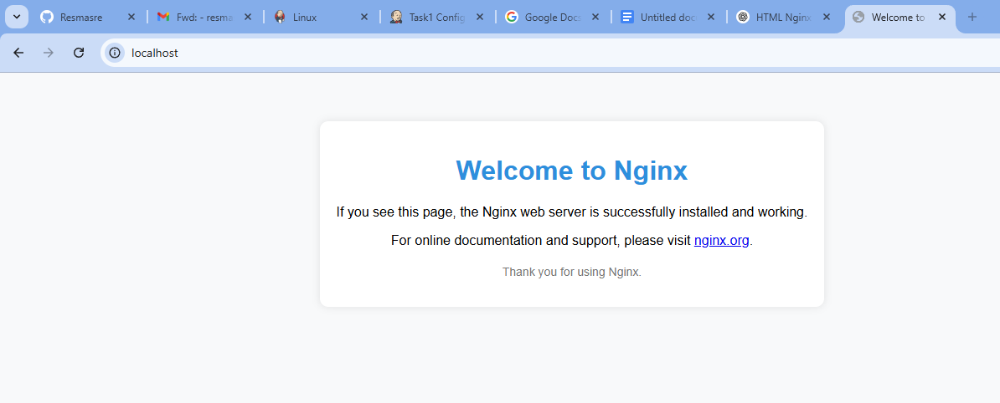 Resmasre
Fwd: - resma
Linux
Task1 Config
Google Docs
Untitled doc
HTML Nginx
Welcome to
localhost
Welcome to Nginx
If you see this page, the Nginx web server is successfully installed and working.
For online documentation and support, please visit nginx.org.
Thank you for using Nginx.